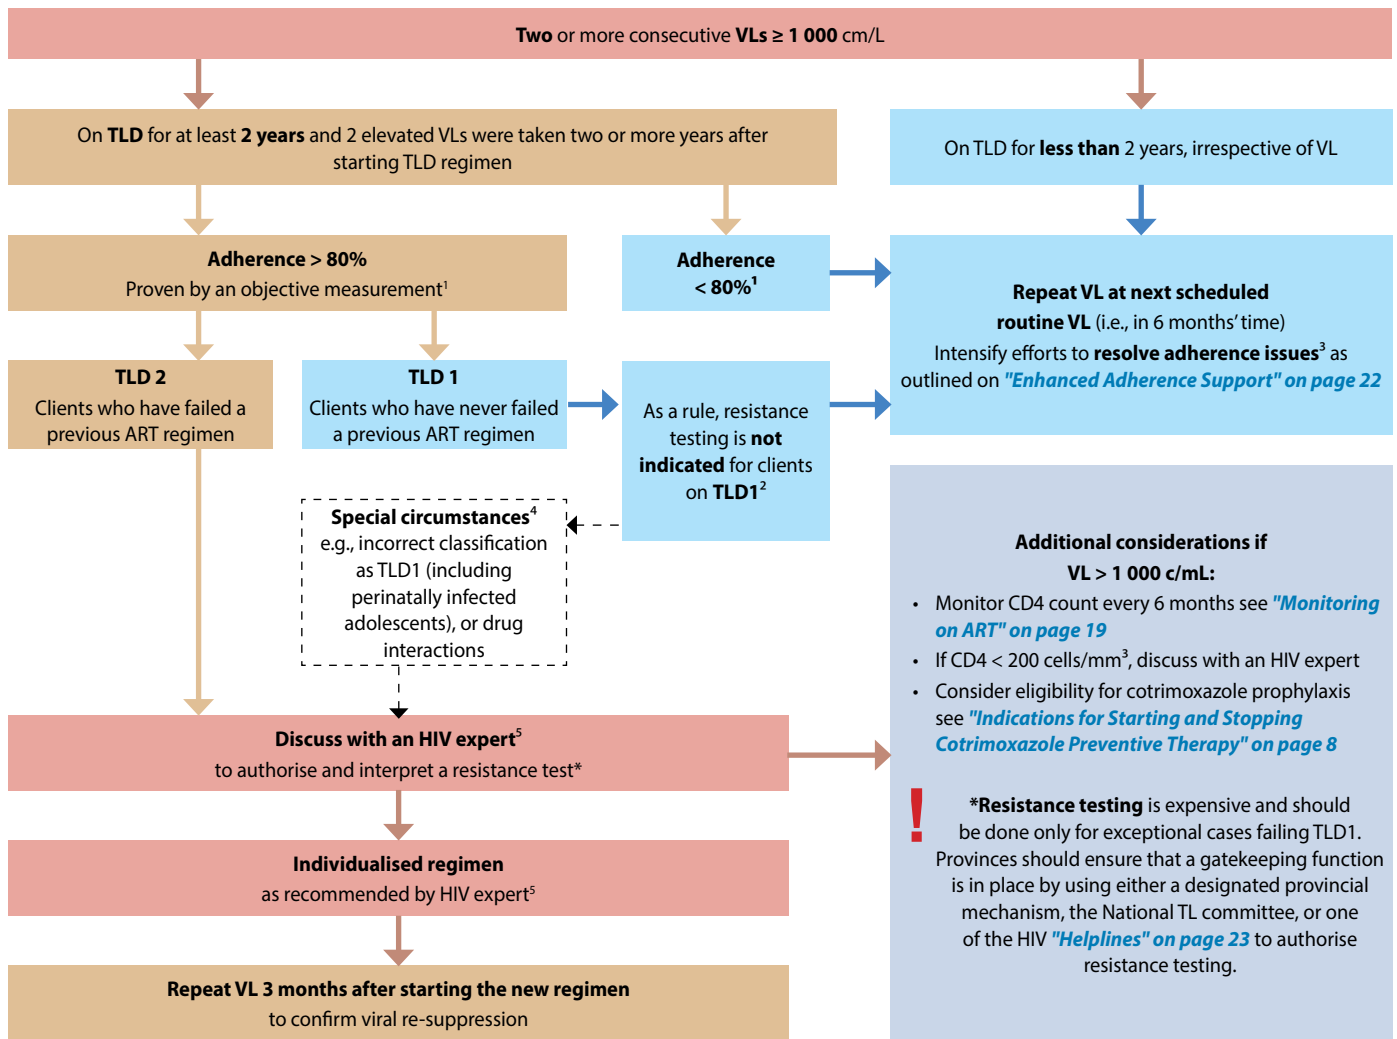 Two or more consecutive VLs ≥ 1 000 cm/L
On TLD for at least 2 years and 2 elevated VLs were taken two or more years after
starting TLD regimen
On TLD for less than 2 years, irrespective of VL
Adherence > 80%
Proven by an objective measurement¹
Adherence
< 80%¹
Repeat VL at next scheduled
routine VL (i.e., in 6 months' time)
Intensify efforts to resolve adherence issues³ as
outlined on "Enhanced Adherence Support" on page 22
TLD 2
Clients who have failed a
previous ART regimen
TLD 1
Clients who have never failed
a previous ART regimen
As a rule, resistance
testing is not
indicated for clients
on TLD1²
Special circumstances⁴
e.g., incorrect classification
as TLD1 (including
perinatally infected
adolescents), or drug
interactions
Discuss with an HIV expert⁵
to authorise and interpret a resistance test*
Individualised regimen
as recommended by HIV expert⁵
Repeat VL 3 months after starting the new regimen
to confirm viral re-suppression
Additional considerations if
VL > 1 000 c/mL:
• Monitor CD4 count every 6 months see "Monitoring
on ART" on page 19
• If CD4 < 200 cells/mm³, discuss with an HIV expert
• Consider eligibility for cotrimoxazole prophylaxis
see "Indications for Starting and Stopping
Cotrimoxazole Preventive Therapy" on page 8
! *Resistance testing is expensive and should
be done only for exceptional cases failing TLD1.
Provinces should ensure that a gatekeeping function
is in place by using either a designated provincial
mechanism, the National TL committee, or one
of the HIV "Helplines" on page 23 to authorise
resistance testing.